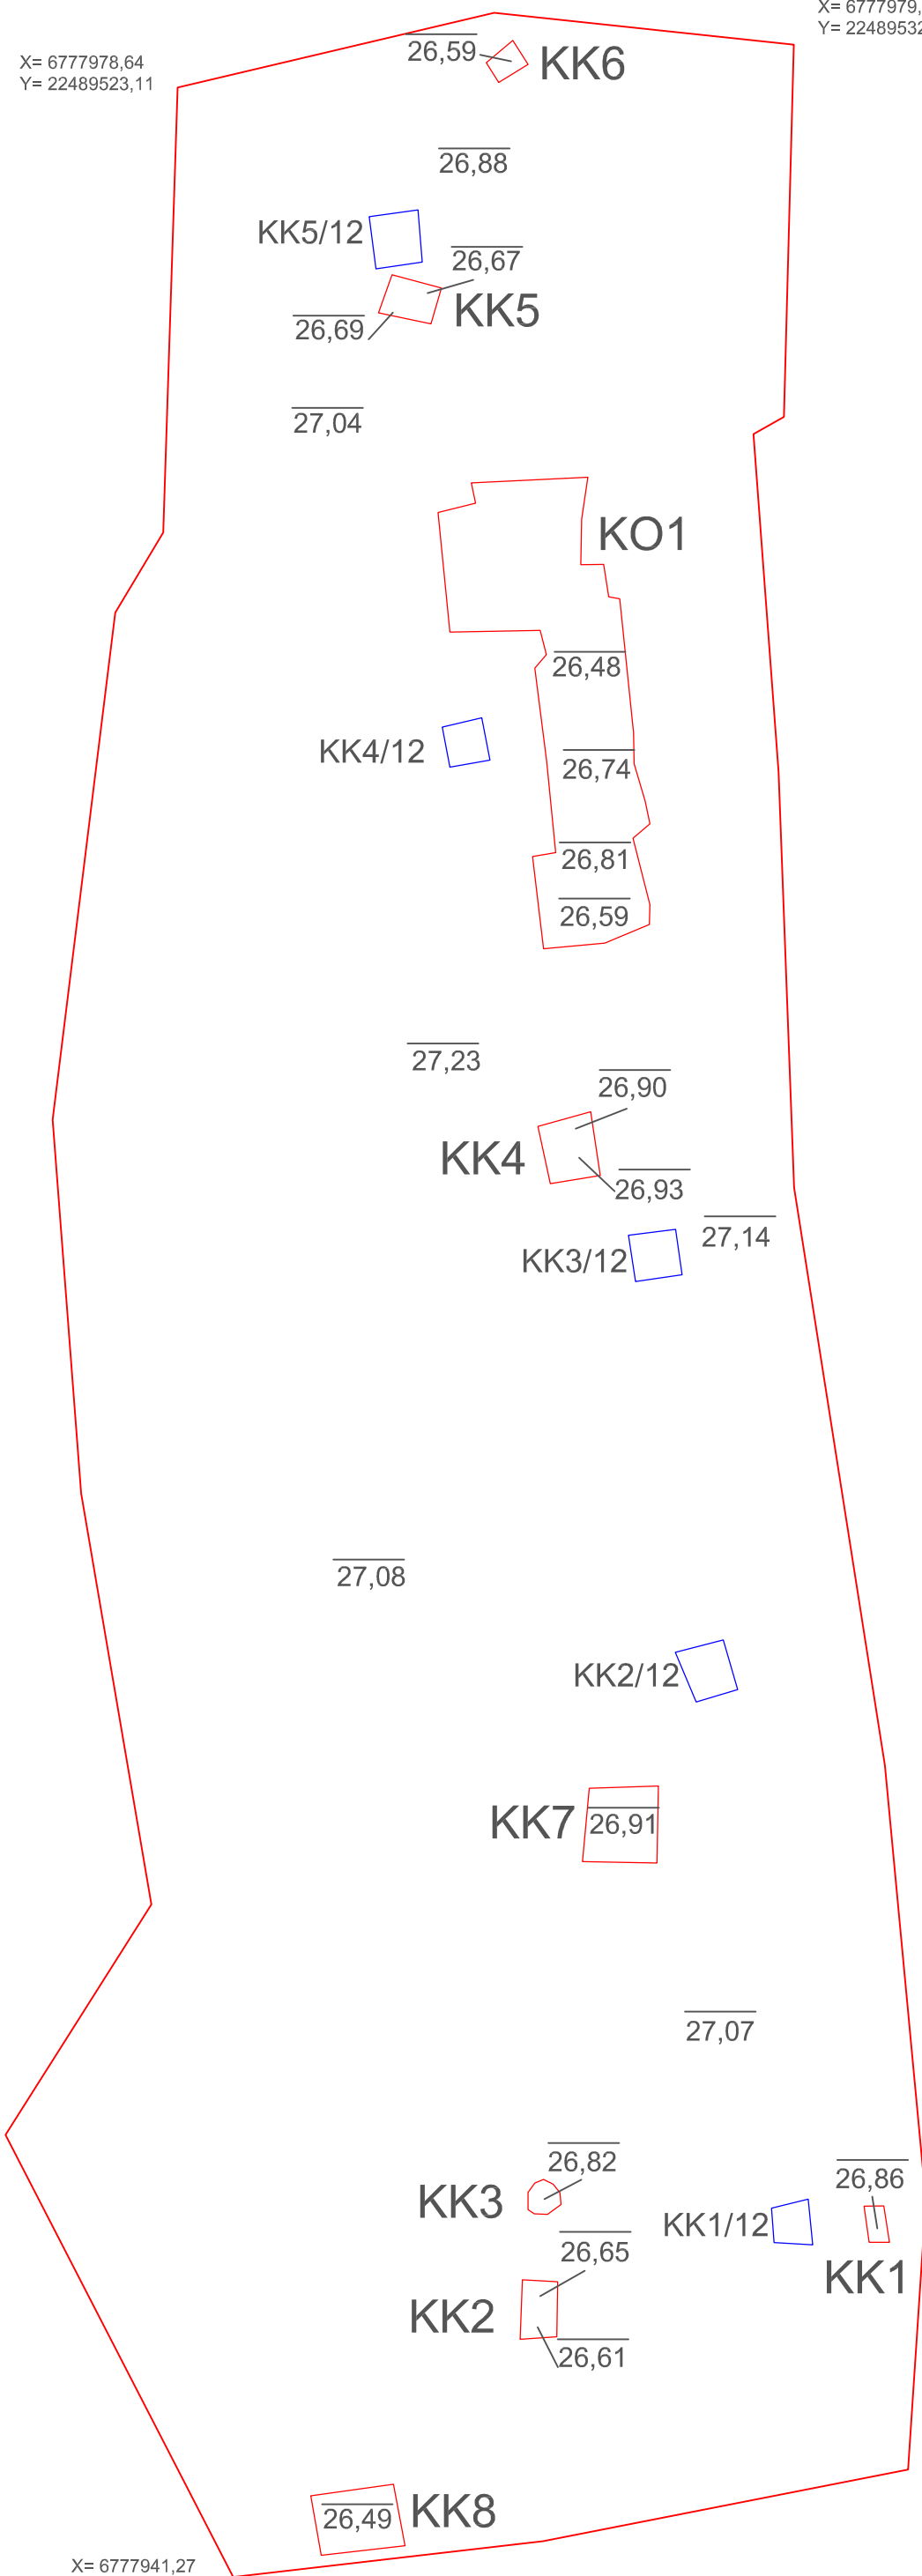 X= 6777979,
Y= 22489532
X= 6777978,64
Y= 22489523,11
26,59
KK6
26,88
KK5/12
26,67
KK5
26,69
27,04
KO1
26,48
KK4/12
26,74
26,81
26,59
27,23
26,90
KK4
26,93
27,14
KK3/12
27,08
KK2/12
KK7
26,91
27,07
26,82
26,86
KK3
KK1/12
26,65
KK1
KK2
26,61
KK8
26,49
X= 6777941,27